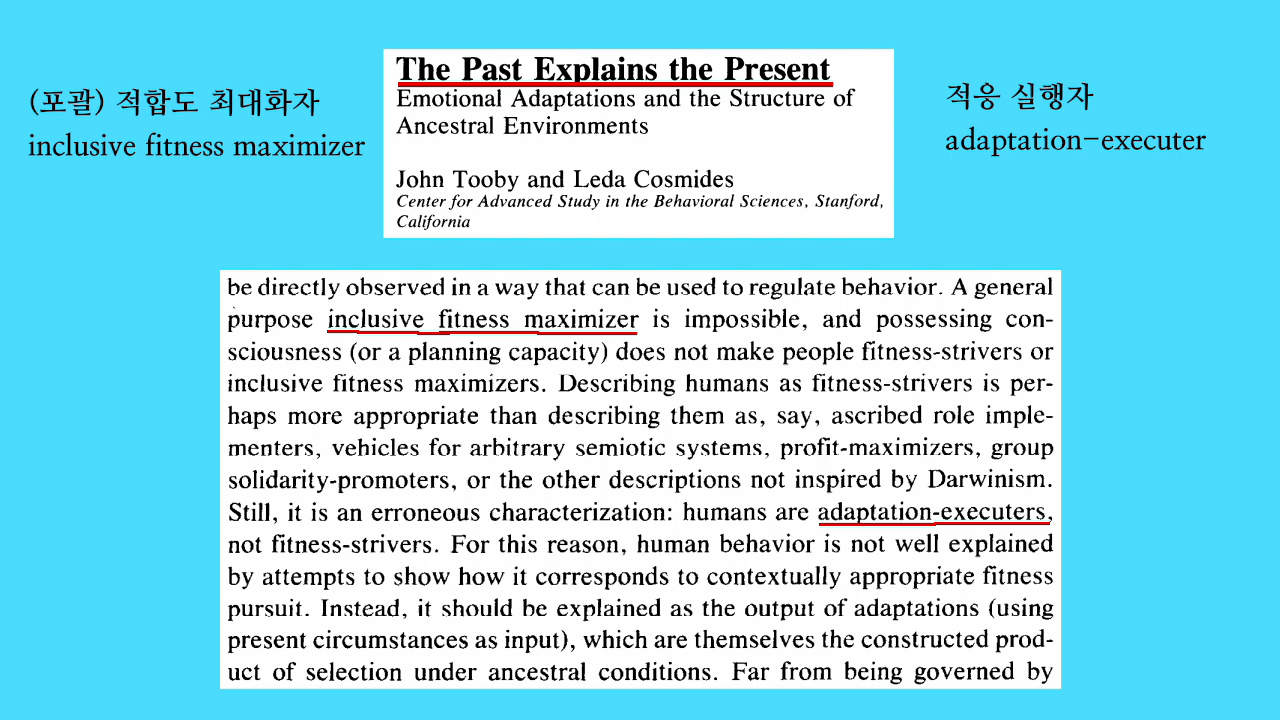 (포괄) 적합도 최대화자
inclusive fitness maximizer
The Past Explains the Present
Emotional Adaptations and the Structure of
Ancestral Environments
John Tooby and Leda Cosmides
Center for Advanced Study in the Behavioral Sciences, Stanford,
California
적응 실행자
adaptation-executer
be directly observed in a way that can be used to regulate behavior. A general
purpose inclusive fitness maximizer is impossible, and possessing con-
sciousness (or a planning capacity) does not make people fitness-strivers or
inclusive fitness maximizers. Describing humans as fitness-strivers is per-
haps more appropriate than describing them as, say, ascribed role imple-
menters, vehicles for arbitrary semiotic systems, profit-maximizers, group
solidarity-promoters, or the other descriptions not inspired by Darwinism.
Still, it is an erroneous characterization: humans are adaptation-executers,
not fitness-strivers. For this reason, human behavior is not well explained
by attempts to show how it corresponds to contextually appropriate fitness
pursuit. Instead, it should be explained as the output of adaptations (using
present circumstances as input), which are themselves the constructed prod-
uct of selection under ancestral conditions. Far from being governed by